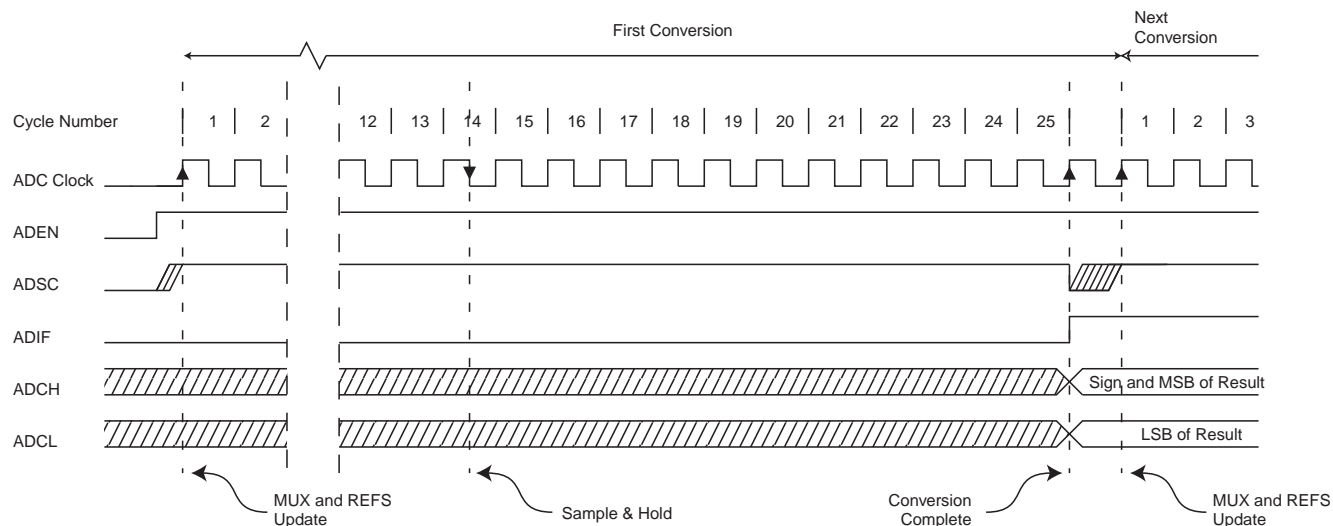 First Conversion
Next
Conversion
Cycle Number 1 2 12 13 14 15 16 17 18 19 20 21 22 23 24 25 1 2 3
ADC Clock
ADEN
ADSC
ADIF
ADCH Sign and MSB of Result
ADCL LSB of Result
MUX and REFS
Update
Sample & Hold
Conversion
Complete
MUX and REFS
Update